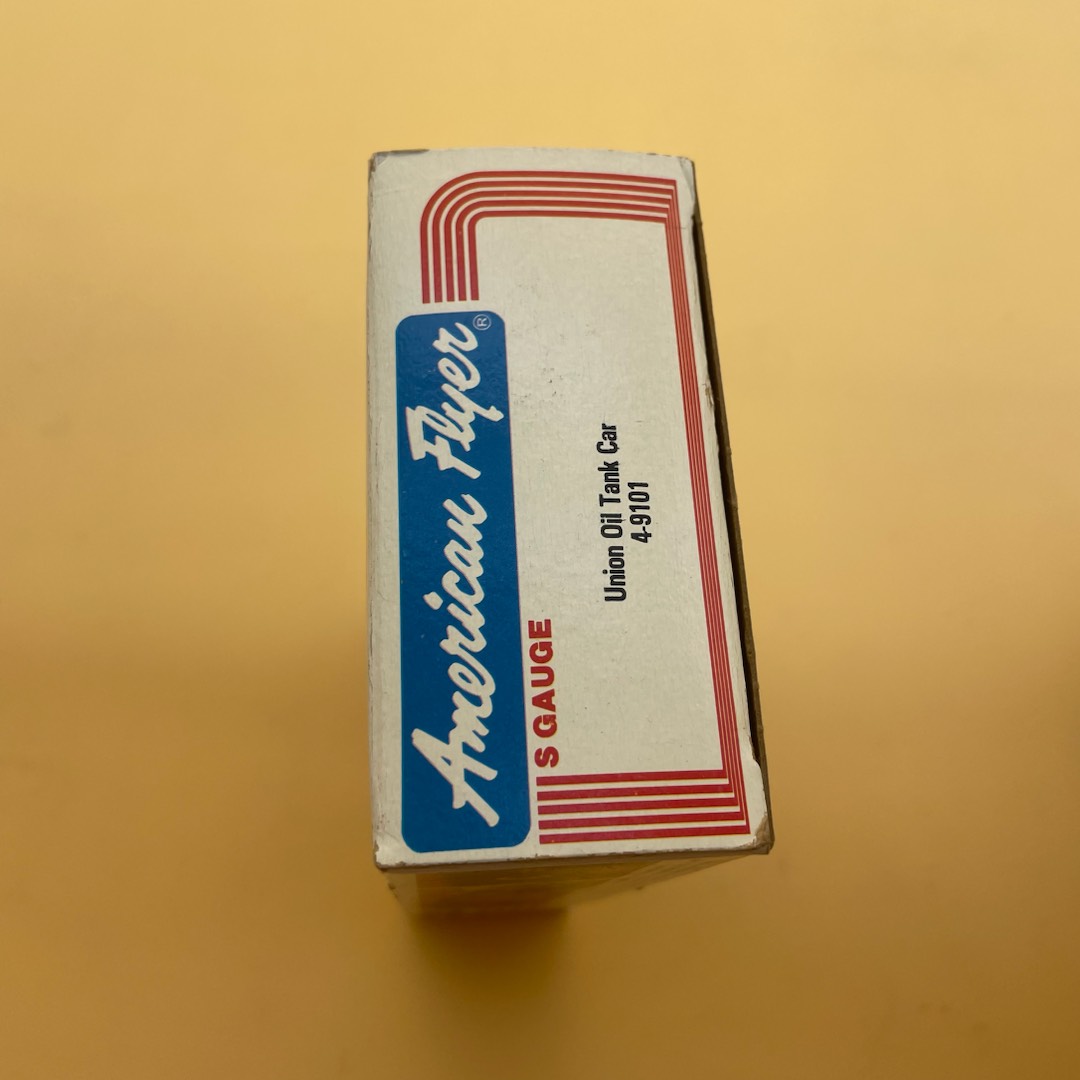 American Flyer®
S GAUGE
Union Oil Tank Car
4-9101